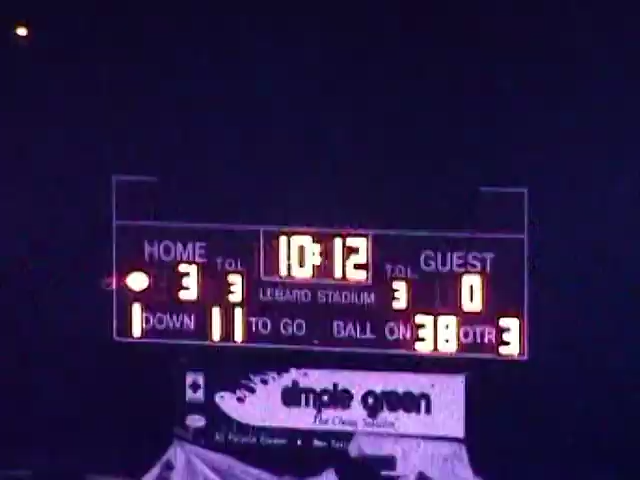 HOME T.O.L 10:12 T.O.L. GUEST
3 3 LEBARD STADIUM 3 0
1 DOWN 11 TO GO BALL ON 38 QTR 3
simple green